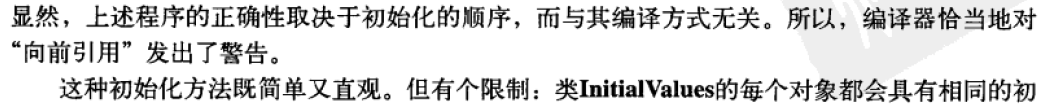 显然，上述程序的正确性取决于初始化的顺序，而与其编译方式无关。所以，编译器恰当地对
“向前引用”发出了警告。
这种初始化方法既简单又直观。但有个限制：类InitialValues的每个对象都会具有相同的初